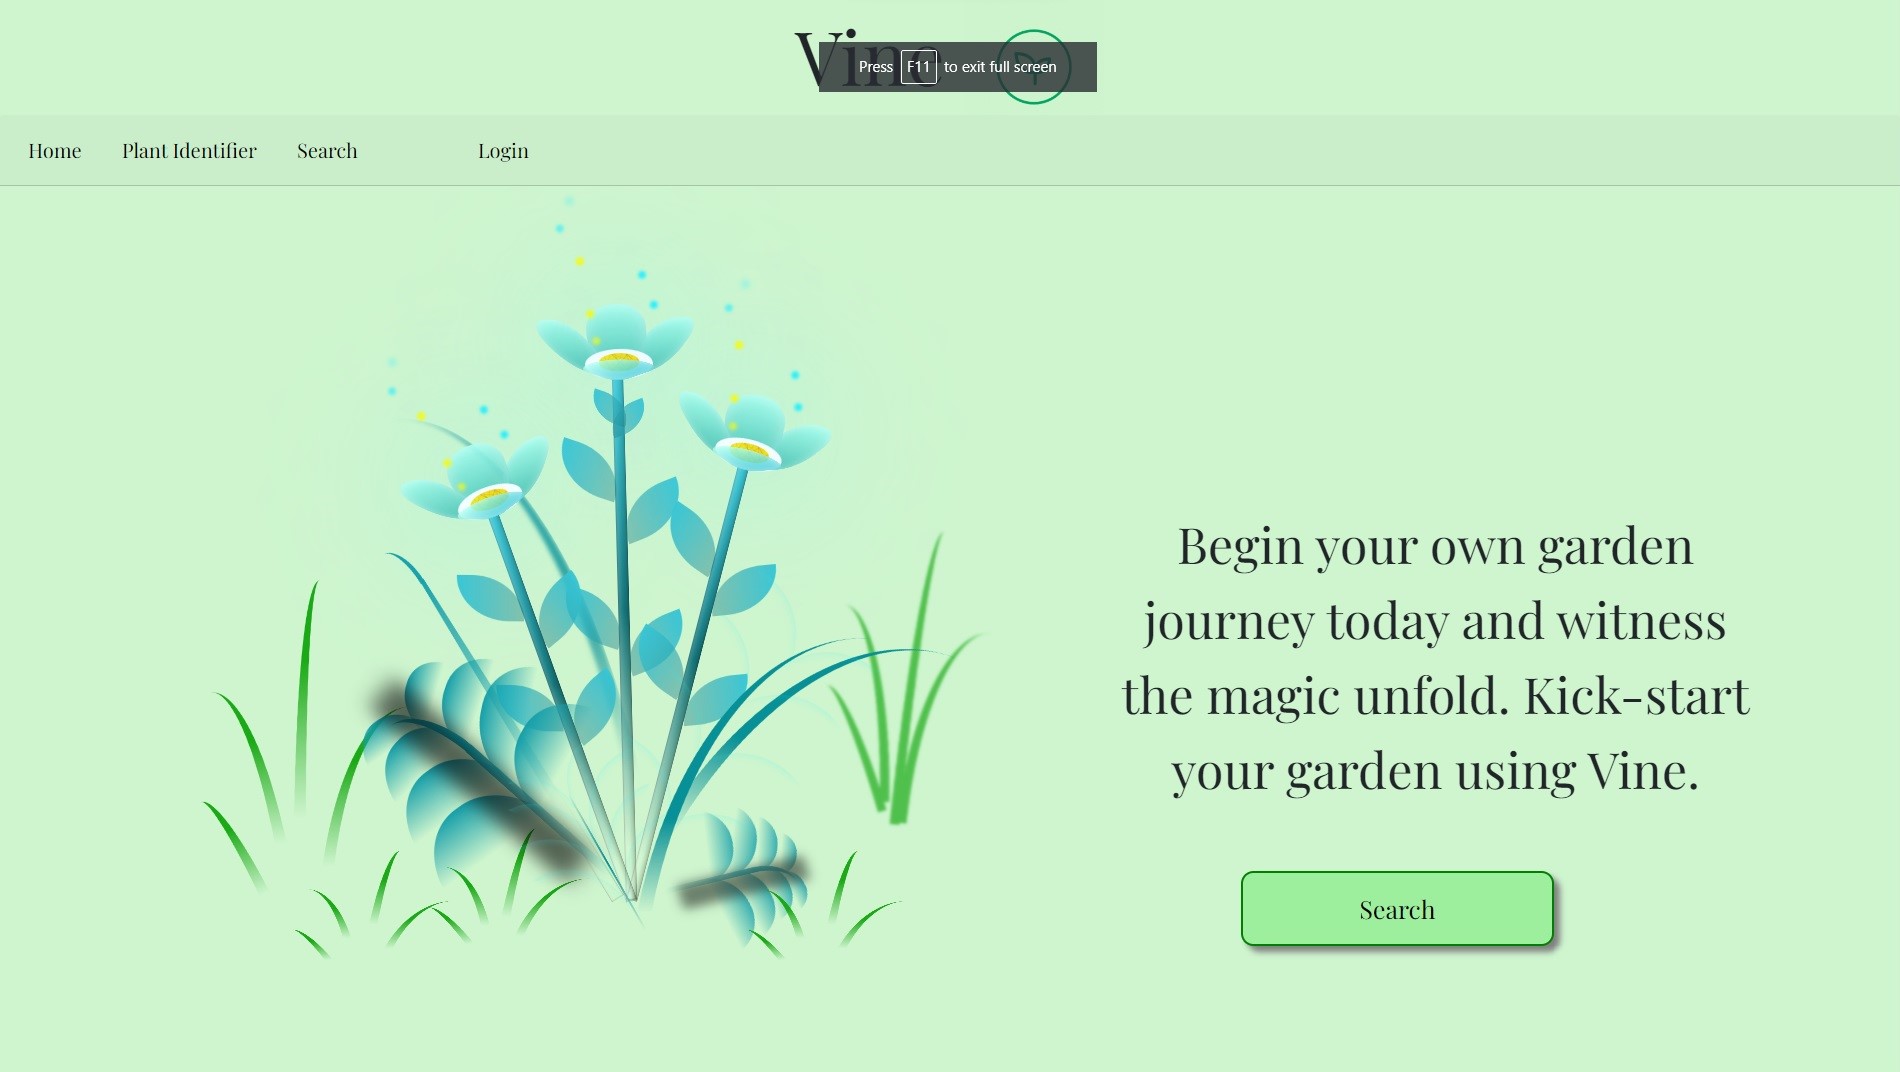 Vine
Press F11 to exit full screen
Home Plant Identifier Search Login
Begin your own garden
journey today and witness
the magic unfold. Kick-start
your garden using Vine.
Search